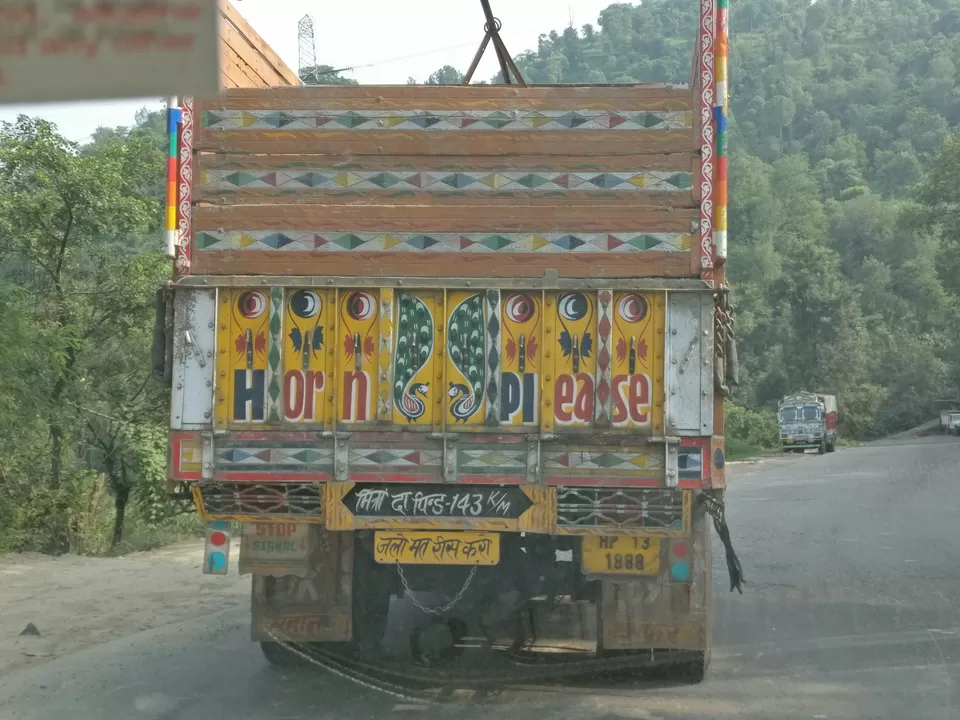 Horn Please
मित्रां दा पिन्ड-143 K/M
जलो मत रीस करो
STOP
SIGNAL
HP 13
1888